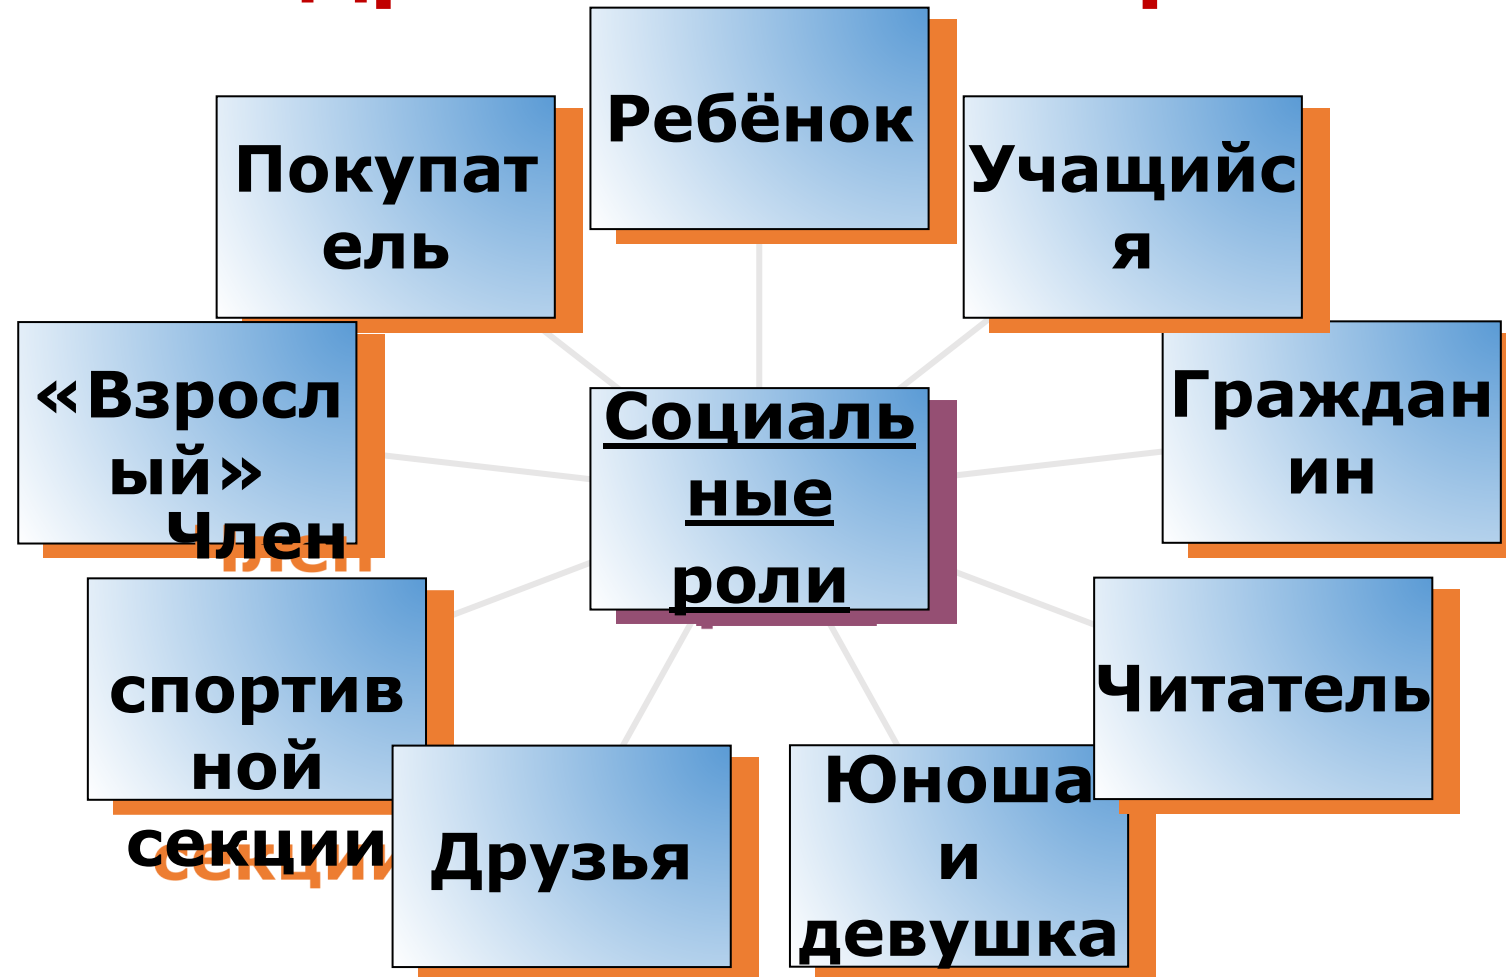 Ребёнок
Покупат
ель
Учащийс
я
«Взросл
ый»
Социаль
ные
роли
Граждан
ин
Член
спортив
ной
секции
Читатель
Друзья
Юноша
и
девушка